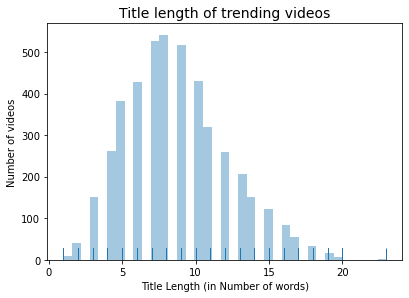 Title length of trending videos
Number of videos
500
400
300
200
100
0
0 5 10 15 20
Title Length (in Number of words)